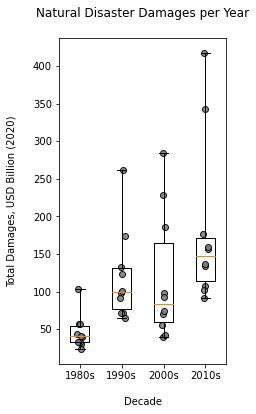 Natural Disaster Damages per Year
Total Damages, USD Billion (2020)
400
350
300
250
200
150
100
50
1980s 1990s 2000s 2010s
Decade